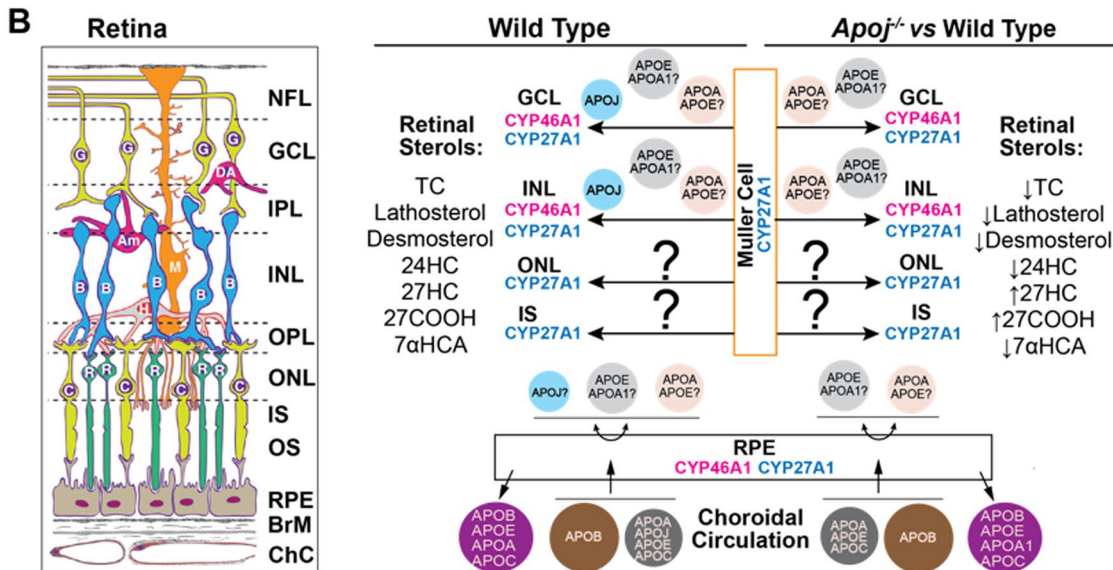 B
Retina
NFL
GCL
IPL
INL
OPL
ONL
IS
OS
RPE
BrM
ChC
G
G
G
G
DA
Am
M
B
B
B
B
B
H
C
R
R
C
R
C
R
R
C
Wild Type
Retinal
Sterols:
TC
Lathosterol
Desmosterol
24HC
27HC
27COOH
7αHCA
GCL
CYP46A1
CYP27A1
APOJ
APOE
APOA1?
APOA
APOE?
INL
CYP46A1
CYP27A1
APOJ
APOE
APOA1?
APOA
APOE?
ONL
CYP27A1
?
IS
CYP27A1
?
Muller Cell
CYP27A1
Apoj-/- vs Wild Type
APOA
APOE?
APOE
APOA1?
GCL
CYP46A1
CYP27A1
APOA
APOE?
APOE
APOA1?
INL
CYP46A1
CYP27A1
?
ONL
CYP27A1
?
IS
CYP27A1
Retinal
Sterols:
↓TC
↓Lathosterol
↓Desmosterol
↓24HC
↑27HC
↑27COOH
↓7αHCA
APOJ?
APOE
APOA1?
APOA
APOE?
APOE
APOA1?
APOA
APOE?
RPE
CYP46A1 CYP27A1
APOB
APOE
APOA
APOC
APOB
APOA
APOJ
APOE
APOC
Choroidal
Circulation
APOA
APOE
APOC
APOB
APOB
APOE
APOA1
APOC